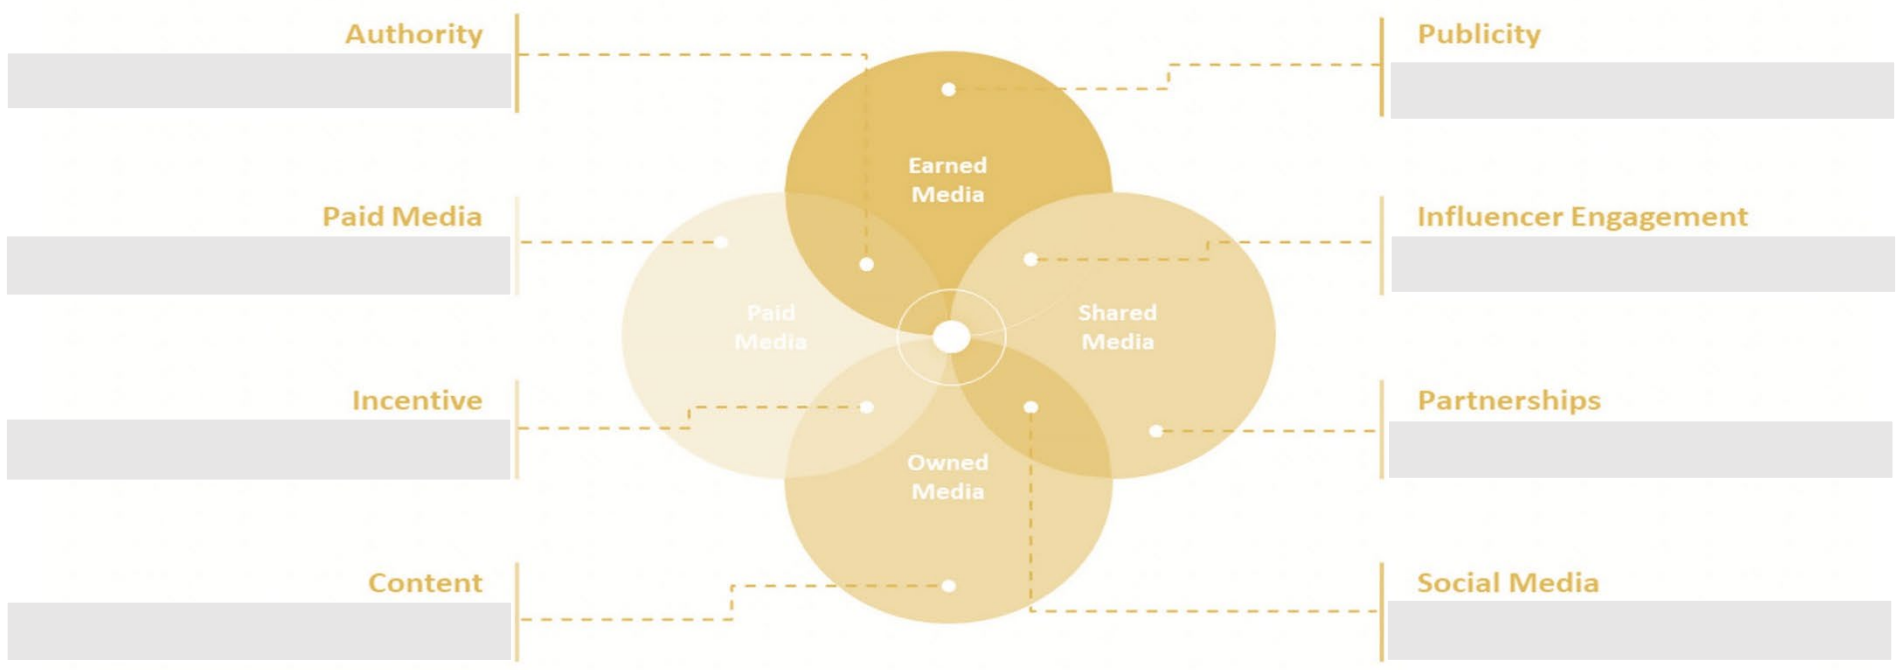 Authority
Publicity
Earned
Media
Paid Media
Influencer Engagement
Paid
Media
Shared
Media
Incentive
Partnerships
Owned
Media
Content
Social Media